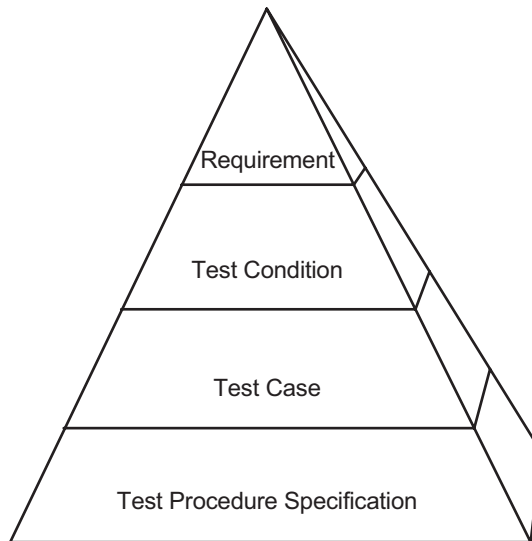 Requirement
Test Condition
Test Case
Test Procedure Specification